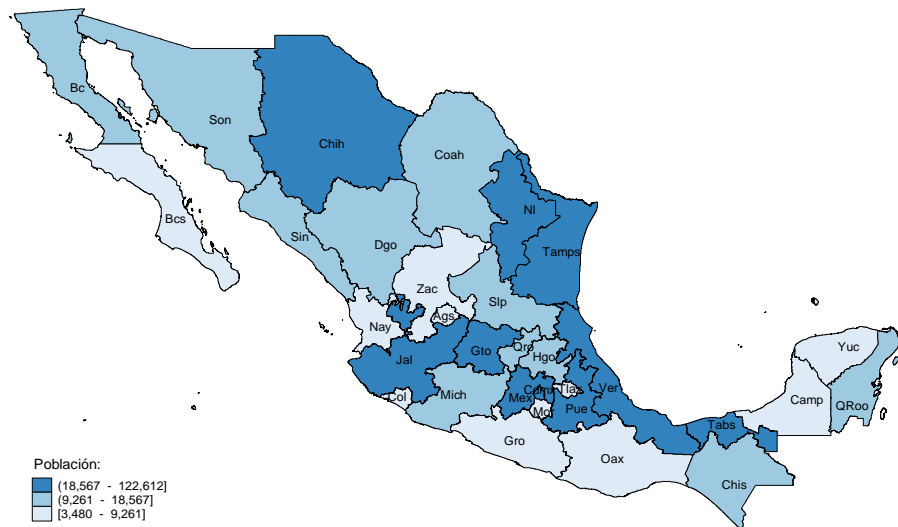 Bc
Son
Chih
Coah
Bcs
Nl
Sin
Dgo
Tamps
Zac
Slp
Ags
Nay
Yuc
Jal
Gto
Qro
Hgo
Ver
Col
Mich
Mex
Cdmx
Tlax
Mor
Pue
Camp
QRoo
Tabs
Gro
Oax
Chis
Población:
(18,567 - 122,612]
(9,261 - 18,567]
[3,480 - 9,261]